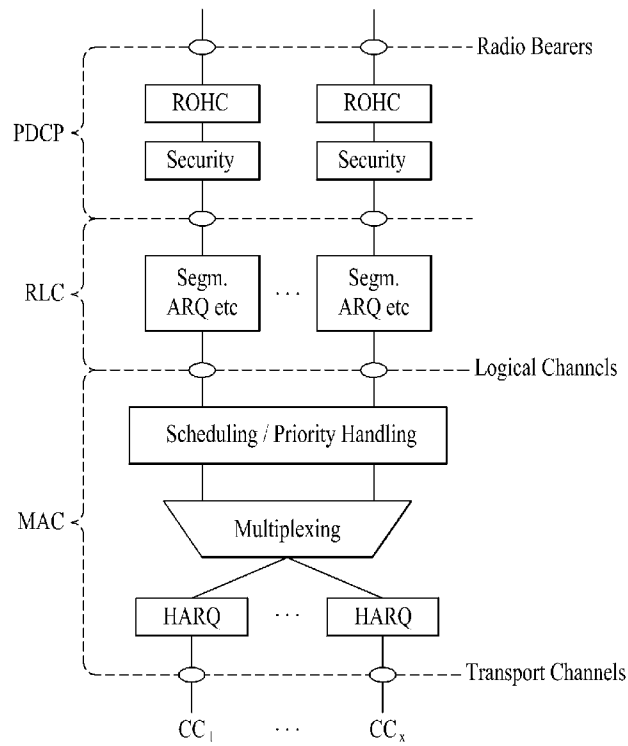 Radio Bearers
ROHC ROHC
PDCP
Security Security
Segm. Segm.
RLC ...
ARQ etc ARQ etc
Logical Channels
Scheduling / Priority Handling
MAC
Multiplexing
HARQ ... HARQ
Transport Channels
CC1 ... CCx